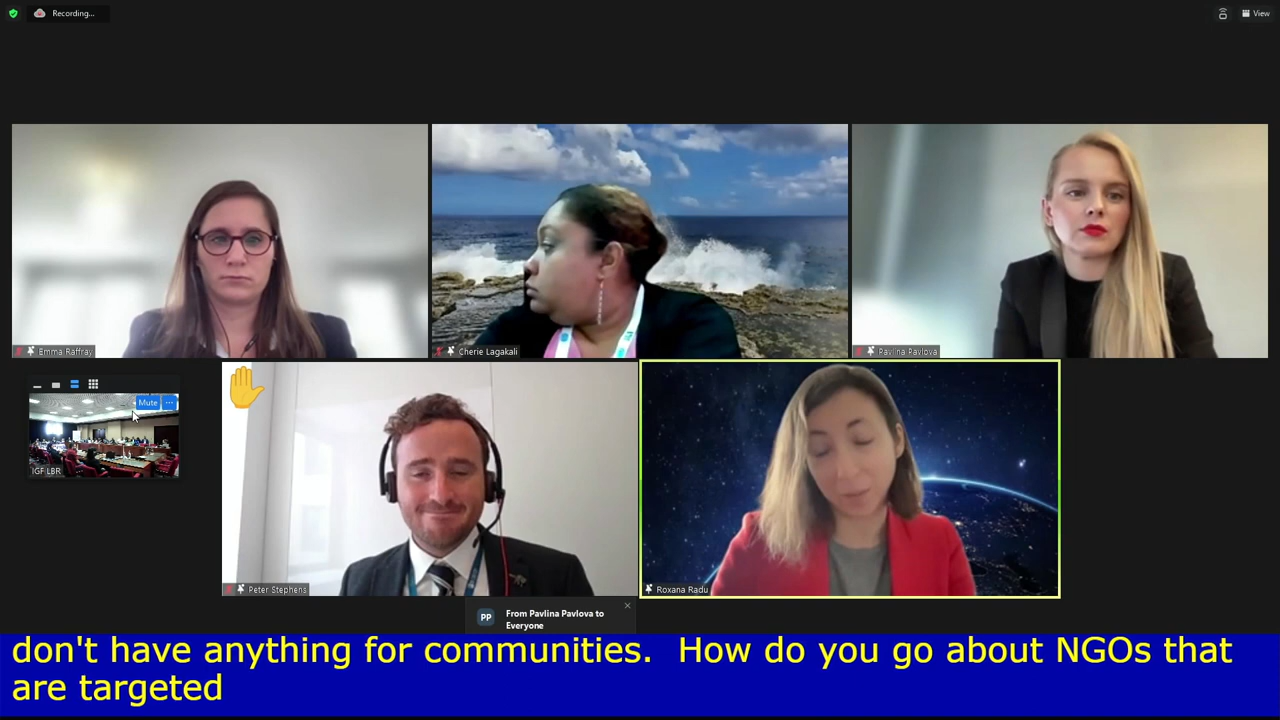 Recording...
View
Emma Raffray
Cherie Lagakali
Pavlina Pavlova
Mute
IGF LBR
Peter Stephens
Roxana Radu
PP
From Pavlina Pavlova to
Everyone
don't have anything for communities. How do you go about NGOs that
are targeted